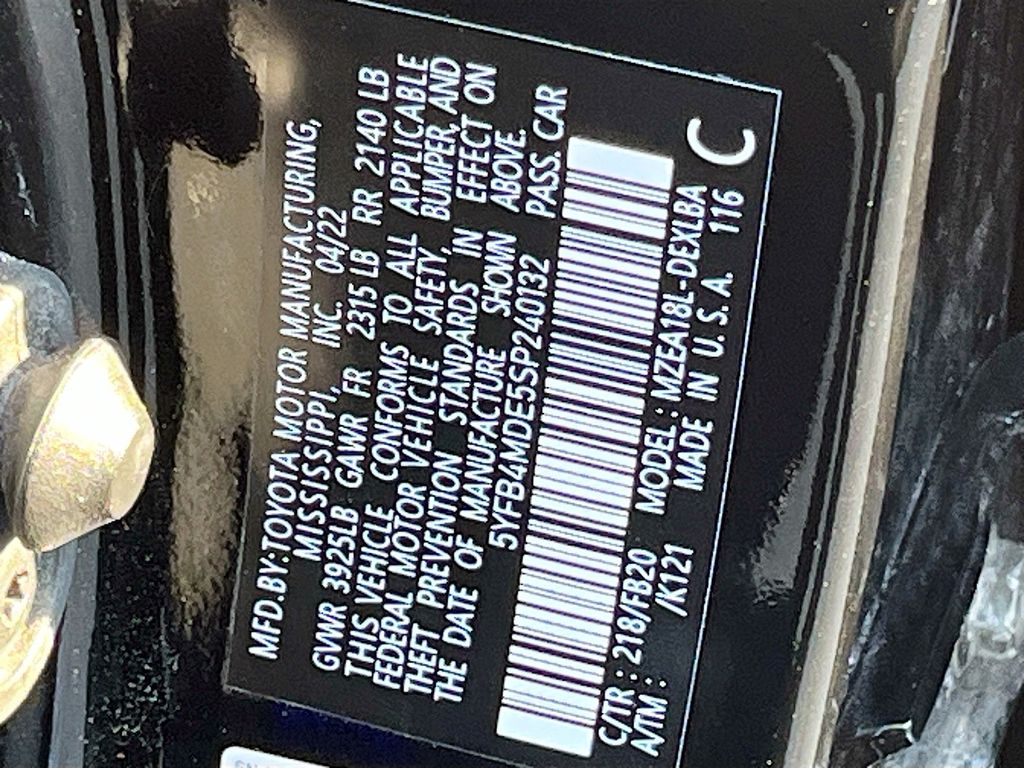 MFD.BY:TOYOTA MOTOR MANUFACTURING,
MISSISSIPPI, INC. 04/22
GVWR 3925LB GAWR FR 2315 LB RR 2140 LB
THIS VEHICLE CONFORMS TO ALL APPLICABLE
FEDERAL MOTOR VEHICLE SAFETY, BUMPER, AND
THEFT PREVENTION STANDARDS IN EFFECT ON
THE DATE OF MANUFACTURE SHOWN ABOVE.
5YFB4MDE5SP240132 PASS. CAR
C/TR : 218/FB20 MODEL : MZEA18L-DEXLBA
A/TM : /K121 MADE IN U.S.A. 116 C